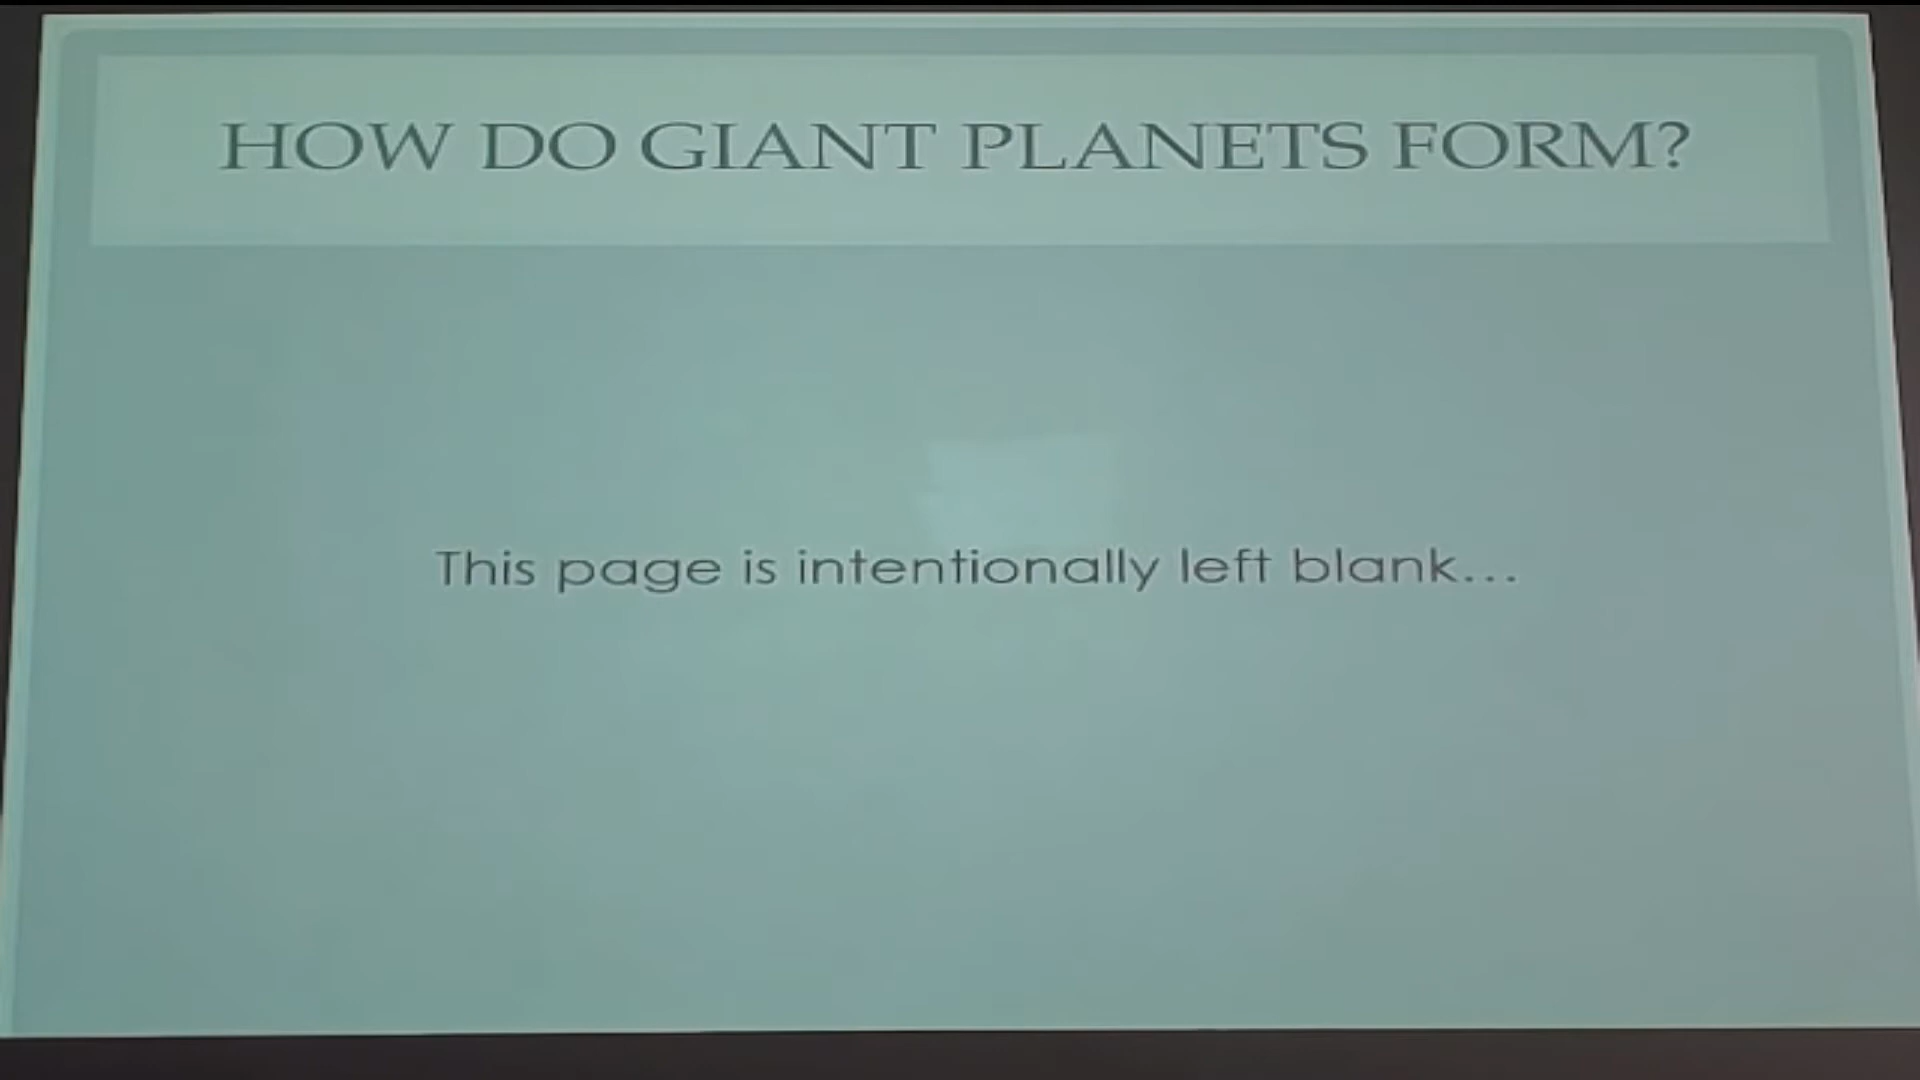 HOW DO GIANT PLANETS FORM?
This page is intentionally left blank...